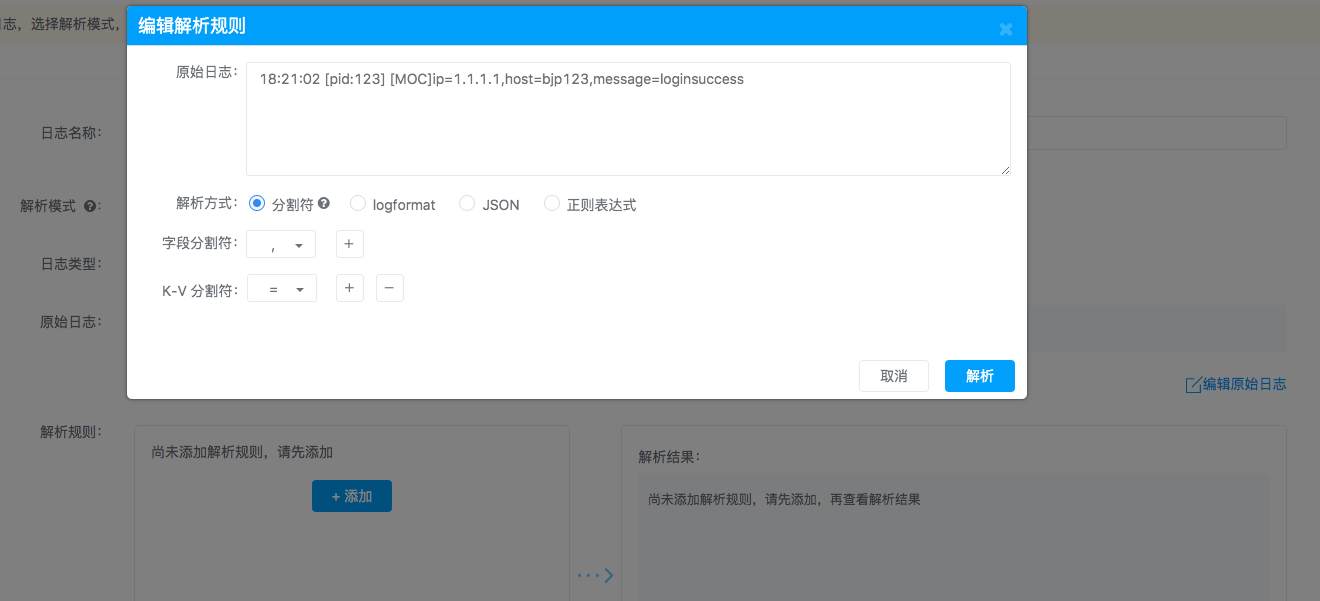 志，选择解析模式，
编辑解析规则
原始日志：
18:21:02 [pid:123] [MOC]ip=1.1.1.1,host=bjp123,message=loginsuccess
日志名称：
解析模式 ?：
解析方式： 分割符 ? logformat JSON 正则表达式
字段分割符： , +
日志类型：
K-V 分割符： = + −
原始日志：
取消 解析
编辑原始日志
解析规则：
尚未添加解析规则，请先添加
+ 添加
解析结果：
尚未添加解析规则，请先添加，再查看解析结果